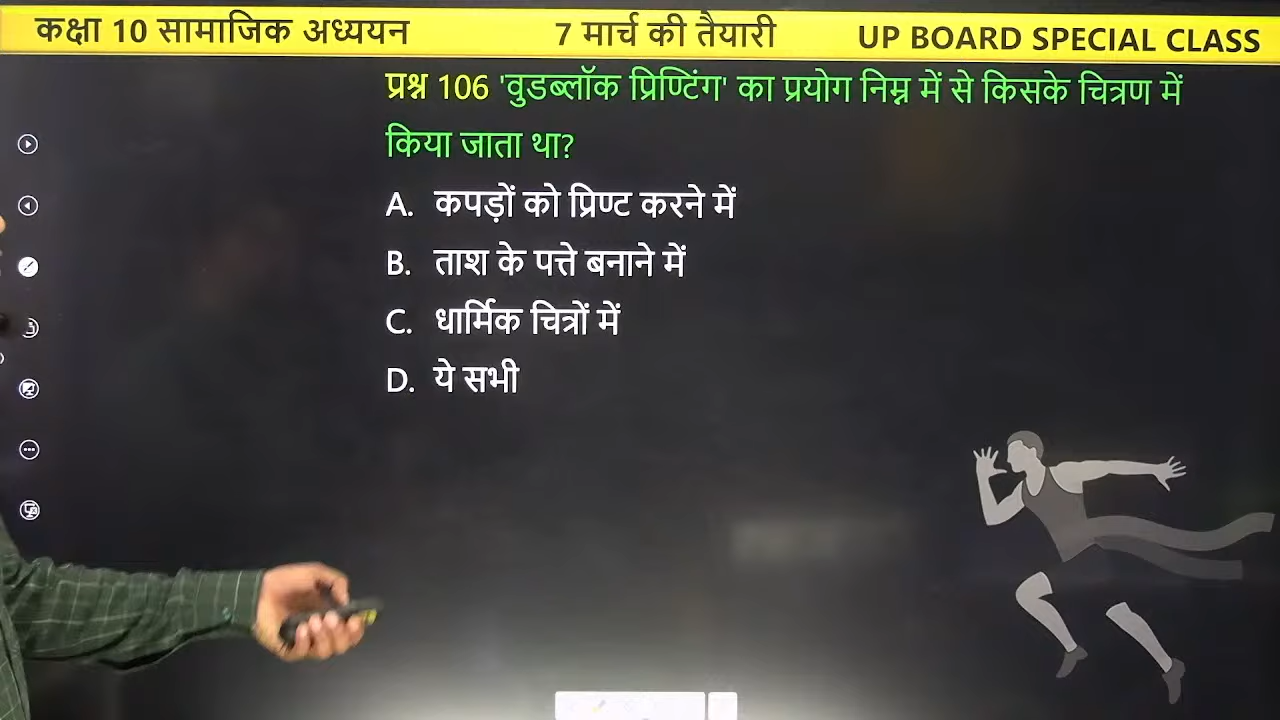 कक्षा 10 सामाजिक अध्ययन 7 मार्च की तैयारी UP BOARD SPECIAL CLASS
प्रश्न 106 'वुडब्लॉक प्रिण्टिंग' का प्रयोग निम्न में से किसके चित्रण में
किया जाता था?
A. कपड़ों को प्रिण्ट करने में
B. ताश के पत्ते बनाने में
C. धार्मिक चित्रों में
D. ये सभी